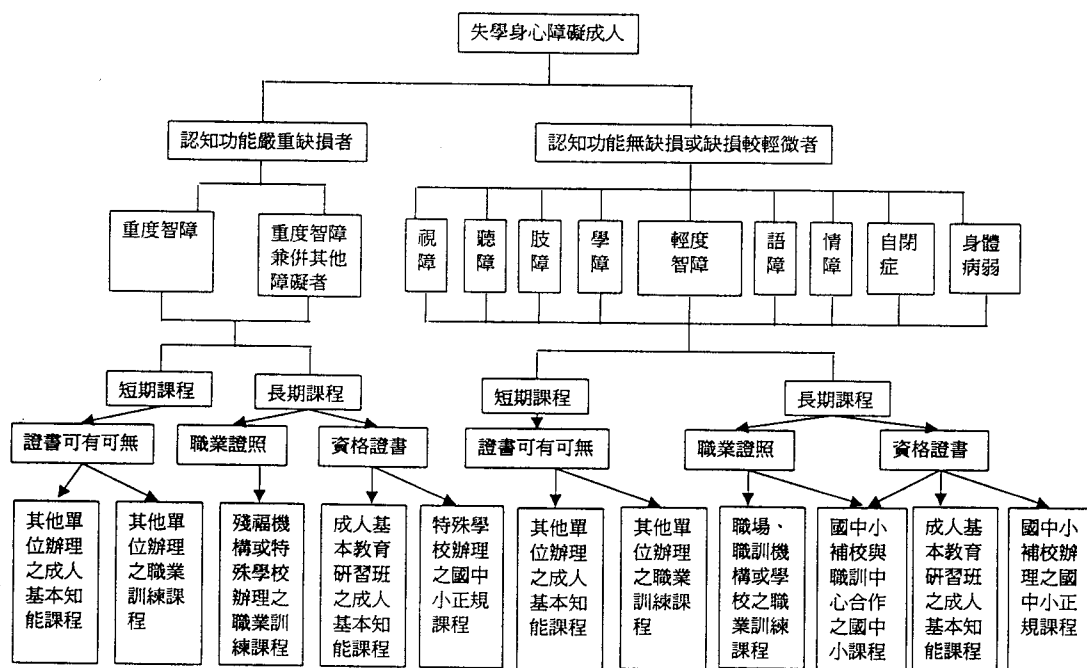 失學身心障礙成人
認知功能嚴重缺損者
認知功能無缺損或缺損較輕微者
重度智障
重度智障
兼併其他
障礙者
視
障
聽
障
肢
障
學
障
輕度
智障
語
障
情
障
自閉
症
身體
病弱
短期課程
長期課程
短期課程
長期課程
證書可有可無
職業證照
資格證書
證書可有可無
職業證照
資格證書
其他單
位辦理
之成人
基本知
能課程
其他單
位辦理
之職業
訓練課
程
殘福機
構或特
殊學校
辦理之
職業訓
練課程
成人基
本教育
研習班
之成人
基本知
能課程
特殊學
校辦理
之國中
小正規
課程
其他單
位辦理
之成人
基本知
能課程
其他單
位辦理
之職業
訓練課
程
職場、
職訓機
構或學
校之職
業訓練
課程
國中小
補校與
職訓中
心合作
之國中
小課程
成人基
本教育
研習班
之成人
基本知
能課程
國中小
補校辦
理之國
中小正
規課程